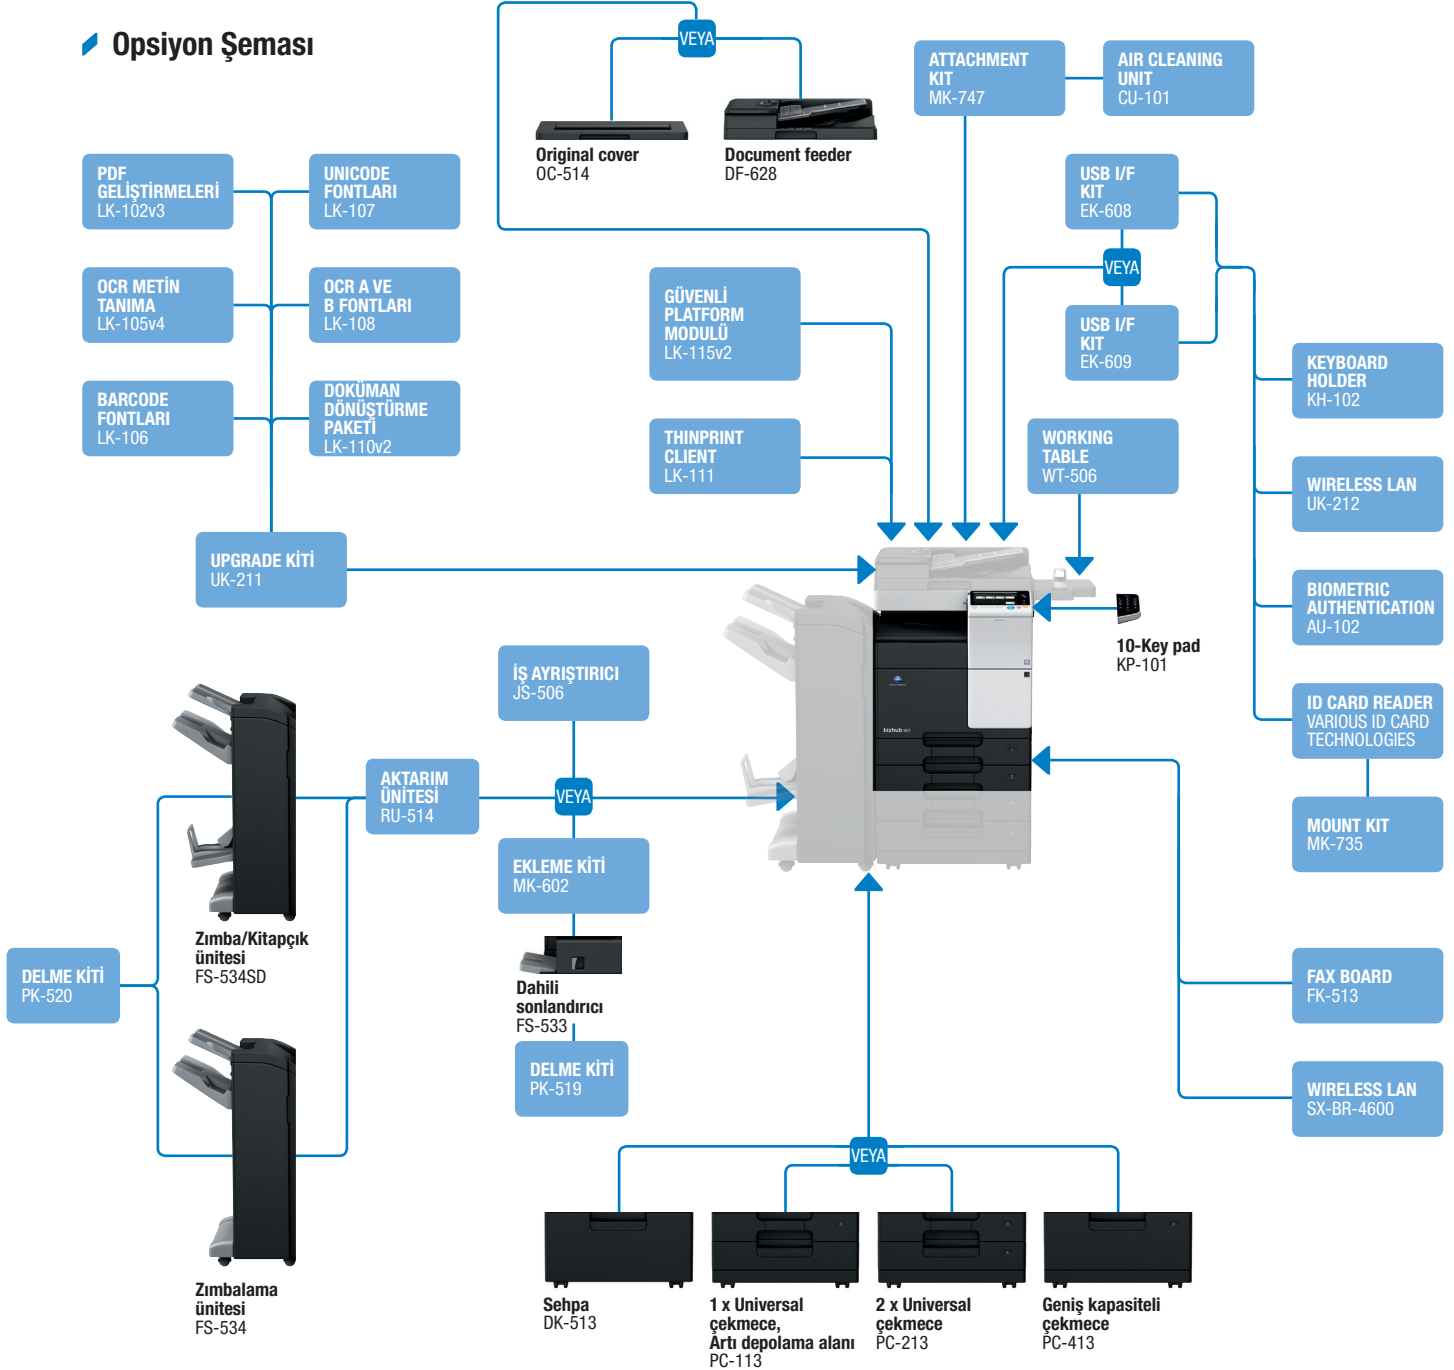 Opsiyon Şeması
VEYA
Original cover
OC-514
Document feeder
DF-628
ATTACHMENT
KIT
MK-747
AIR CLEANING
UNIT
CU-101
PDF
GELİŞTİRMELERİ
LK-102v3
UNICODE
FONTLARI
LK-107
OCR METİN
TANIMA
LK-105v4
OCR A VE
B FONTLARI
LK-108
BARCODE
FONTLARI
LK-106
DOKÜMAN
DÖNÜŞTÜRME
PAKETİ
LK-110v2
UPGRADE KİTİ
UK-211
GÜVENLİ
PLATFORM
MODULÜ
LK-115v2
THINPRINT
CLIENT
LK-111
USB I/F
KIT
EK-608
VEYA
USB I/F
KIT
EK-609
WORKING
TABLE
WT-506
KEYBOARD
HOLDER
KH-102
WIRELESS LAN
UK-212
BIOMETRIC
AUTHENTICATION
AU-102
ID CARD READER
VARIOUS ID CARD
TECHNOLOGIES
MOUNT KIT
MK-735
10-Key pad
KP-101
bizhub 367
İŞ AYRIŞTIRICI
JS-506
VEYA
AKTARIM
ÜNİTESİ
RU-514
EKLEME KİTİ
MK-602
Dahili
sonlandırıcı
FS-533
DELME KİTİ
PK-519
Zımba/Kitapçık
ünitesi
FS-534SD
DELME KİTİ
PK-520
Zımbalama
ünitesi
FS-534
FAX BOARD
FK-513
WIRELESS LAN
SX-BR-4600
VEYA
Sehpa
DK-513
1 x Universal
çekmece,
Artı depolama alanı
PC-113
2 x Universal
çekmece
PC-213
Geniş kapasiteli
çekmece
PC-413